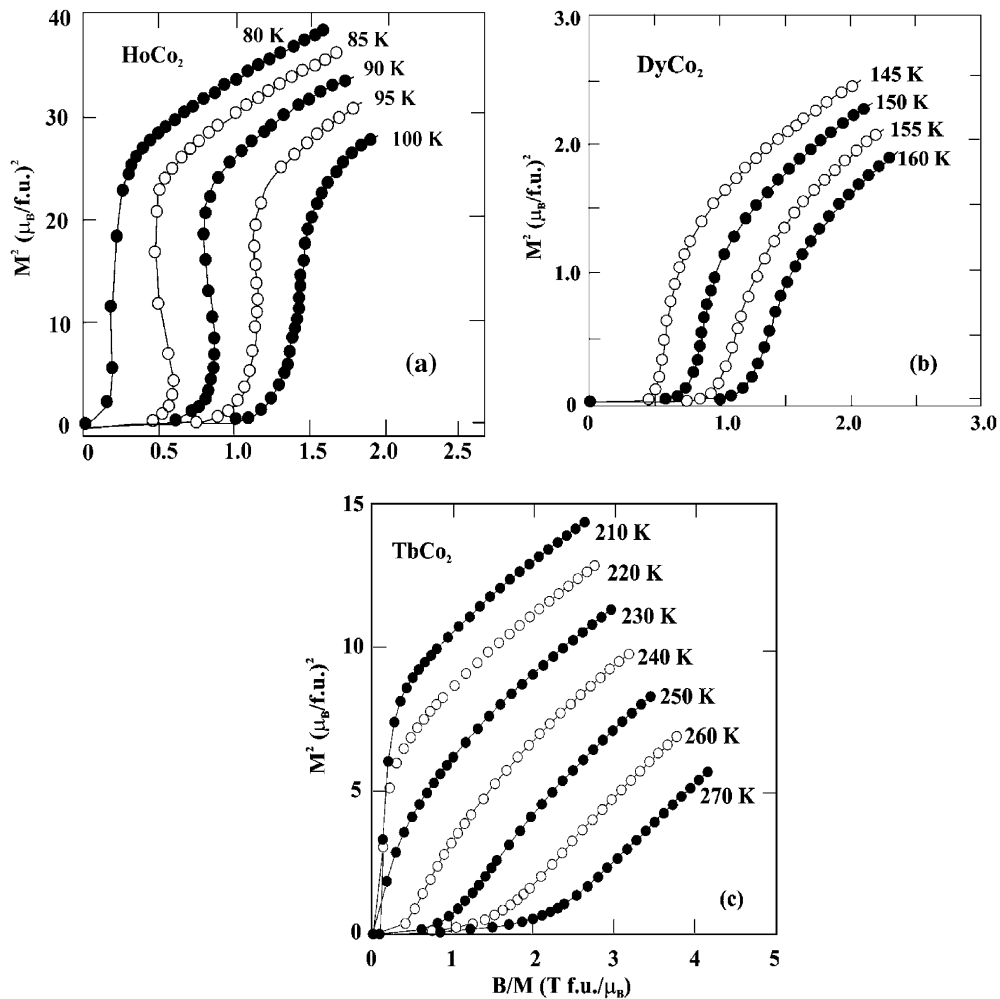 40
30
20
10
0
M² (μB/f.u.)²
HoCo₂
80 K
85 K
90 K
95 K
100 K
(a)
0 0.5 1.0 1.5 2.0 2.5
3.0
2.0
1.0
0
M² (μB/f.u.)²
DyCo₂
145 K
150 K
155 K
160 K
(b)
0 1.0 2.0 3.0
15
10
5
0
M² (μB/f.u.)²
TbCo₂
210 K
220 K
230 K
240 K
250 K
260 K
270 K
(c)
0 1 2 3 4 5
B/M (T f.u./μB)